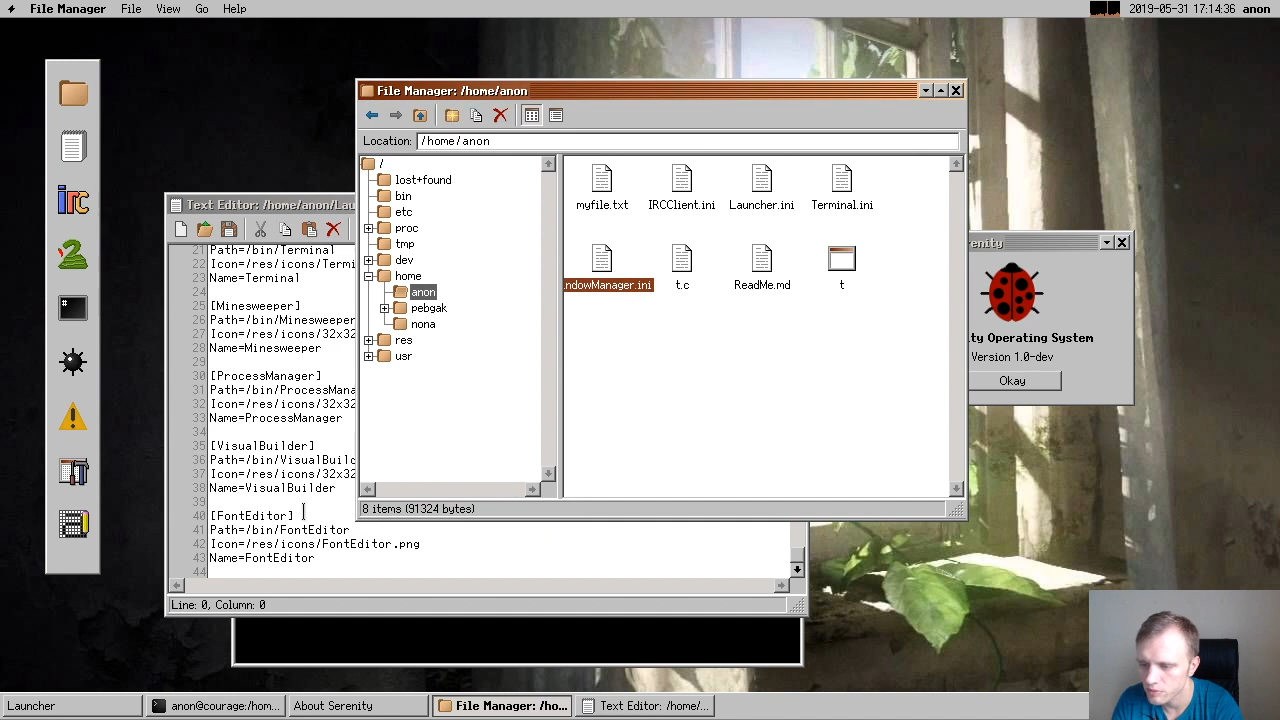 File Manager File View Go Help
2019-05-31 17:14:36 anon
File Manager: /home/anon
Location: /home/anon
/
lost+found
bin
etc
proc
tmp
dev
home
anon
pebgak
nona
res
usr
myfile.txt IRCClient.ini Launcher.ini Terminal.ini
ndowManager.ini t.c ReadMe.md t
8 items (91324 bytes)
Text Editor: /home/anon/Lau
21 Path=/bin/Terminal
22 Icon=/res/icons/Termi
23 Name=Terminal
24
25 [Minesweeper]
26 Path=/bin/Minesweeper
27 Icon=/res/icons/32x32
28 Name=Minesweeper
29
30 [ProcessManager]
31 Path=/bin/ProcessMana
32 Icon=/res/icons/32x32
33 Name=ProcessManager
34
35 [VisualBuilder]
36 Path=/bin/VisualBuild
37 Icon=/res/icons/32x32
38 Name=VisualBuilder
39
40 [FontEditor]
41 Path=/bin/FontEditor
42 Icon=/res/icons/FontEditor.png
43 Name=FontEditor
44
Line: 0, Column: 0
irc
erenity
ity Operating System
Version 1.0-dev
Okay
Launcher
anon@courage:/hom...
About Serenity
File Manager: /ho...
Text Editor: /home/...